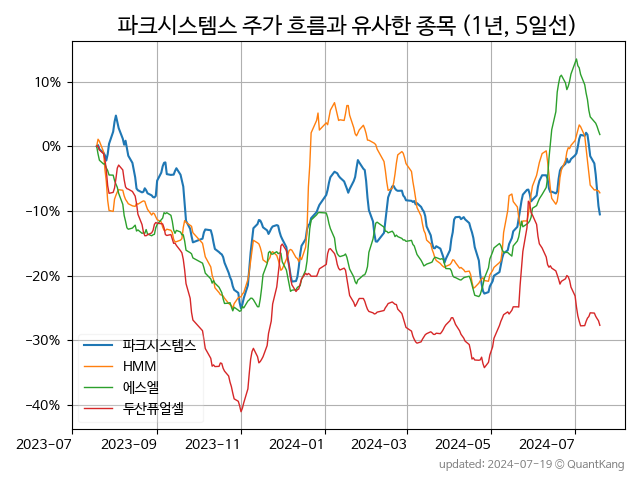 파크시스템스 주가 흐름과 유사한 종목 (1년, 5일선)
10%
0%
−10%
−20%
−30%
−40%
파크시스템스
HMM
에스엘
두산퓨얼셀
2023-07
2023-09
2023-11
2024-01
2024-03
2024-05
2024-07
updated: 2024-07-19 ⓒ QuantKang